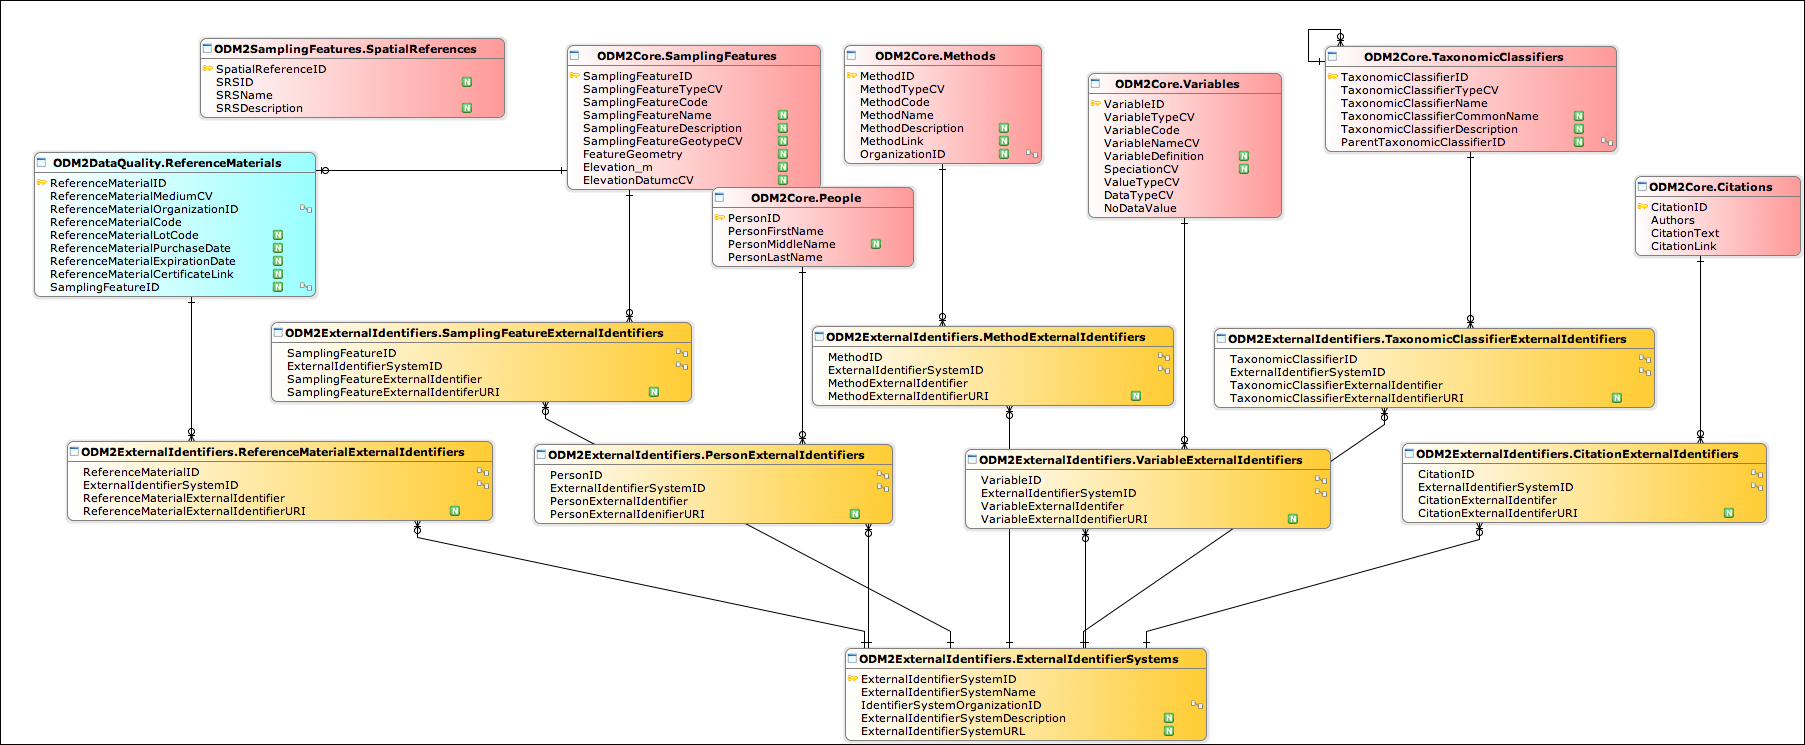 ODM2SamplingFeatures.SpatialReferences
SpatialReferenceID
SRSID N
SRSName
SRSDescription N
ODM2Core.SamplingFeatures
SamplingFeatureID
SamplingFeatureTypeCV
SamplingFeatureCode
SamplingFeatureName N
SamplingFeatureDescription N
SamplingFeatureGeotypeCV N
FeatureGeometry N
Elevation_m N
ElevationDatumcCV N
ODM2Core.Methods
MethodID
MethodTypeCV
MethodCode
MethodName
MethodDescription N
MethodLink N
OrganizationID N
ODM2Core.Variables
VariableID
VariableTypeCV
VariableCode
VariableNameCV
VariableDefinition N
SpeciationCV N
ValueTypeCV
DataTypeCV
NoDataValue
ODM2Core.TaxonomicClassifiers
TaxonomicClassifierID
TaxonomicClassifierTypeCV
TaxonomicClassifierName
TaxonomicClassifierCommonName N
TaxonomicClassifierDescription N
ParentTaxonomicClassifierID N
ODM2DataQuality.ReferenceMaterials
ReferenceMaterialID
ReferenceMaterialMediumCV
ReferenceMaterialOrganizationID
ReferenceMaterialCode
ReferenceMaterialLotCode N
ReferenceMaterialPurchaseDate N
ReferenceMaterialExpirationDate N
ReferenceMaterialCertificateLink N
SamplingFeatureID N
ODM2Core.People
PersonID
PersonFirstName
PersonMiddleName N
PersonLastName
ODM2Core.Citations
CitationID
Authors
CitationText
CitationLink
ODM2ExternalIdentifiers.SamplingFeatureExternalIdentifiers
SamplingFeatureID
ExternalIdentifierSystemID
SamplingFeatureExternalIdentifier
SamplingFeatureExternalIdentiferURI N
ODM2ExternalIdentifiers.MethodExternalIdentifiers
MethodID
ExternalIdentifierSystemID
MethodExternalIdentifier
MethodExternalIdentifierURI N
ODM2ExternalIdentifiers.TaxonomicClassifierExternalIdentifiers
TaxonomicClassifierID
ExternalIdentifierSystemID
TaxonomicClassifierExternalIdentifier
TaxonomicClassifierExternalIdentifierURI N
ODM2ExternalIdentifiers.ReferenceMaterialExternalIdentifiers
ReferenceMaterialID
ExternalIdentifierSystemID
ReferenceMaterialExternalIdentifier
ReferenceMaterialExternalIdentifierURI N
ODM2ExternalIdentifiers.PersonExternalIdentifiers
PersonID
ExternalIdentifierSystemID
PersonExternalIdentifier
PersonExternalIdenifierURI N
ODM2ExternalIdentifiers.VariableExternalIdentifiers
VariableID
ExternalIdentifierSystemID
VariableExternalIdentifer
VariableExternalIdentifierURI N
ODM2ExternalIdentifiers.CitationExternalIdentifiers
CitationID
ExternalIdentifierSystemID
CitationExternalIdentifer
CitationExternalIdentiferURI N
ODM2ExternalIdentifiers.ExternalIdentifierSystems
ExternalIdentifierSystemID
ExternalIdentifierSystemName
IdentifierSystemOrganizationID
ExternalIdentifierSystemDescription N
ExternalIdentifierSystemURL N